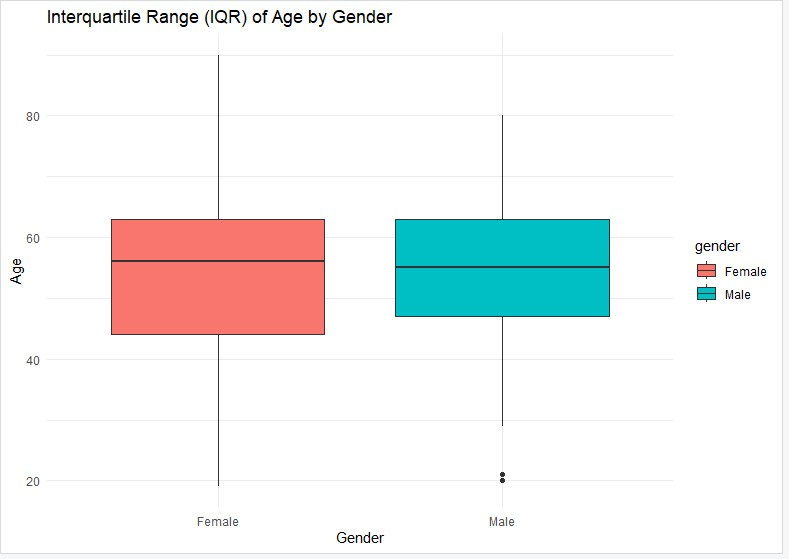 Interquartile Range (IQR) of Age by Gender
80
60
40
20
Age
Female
Male
Gender
gender
Female
Male